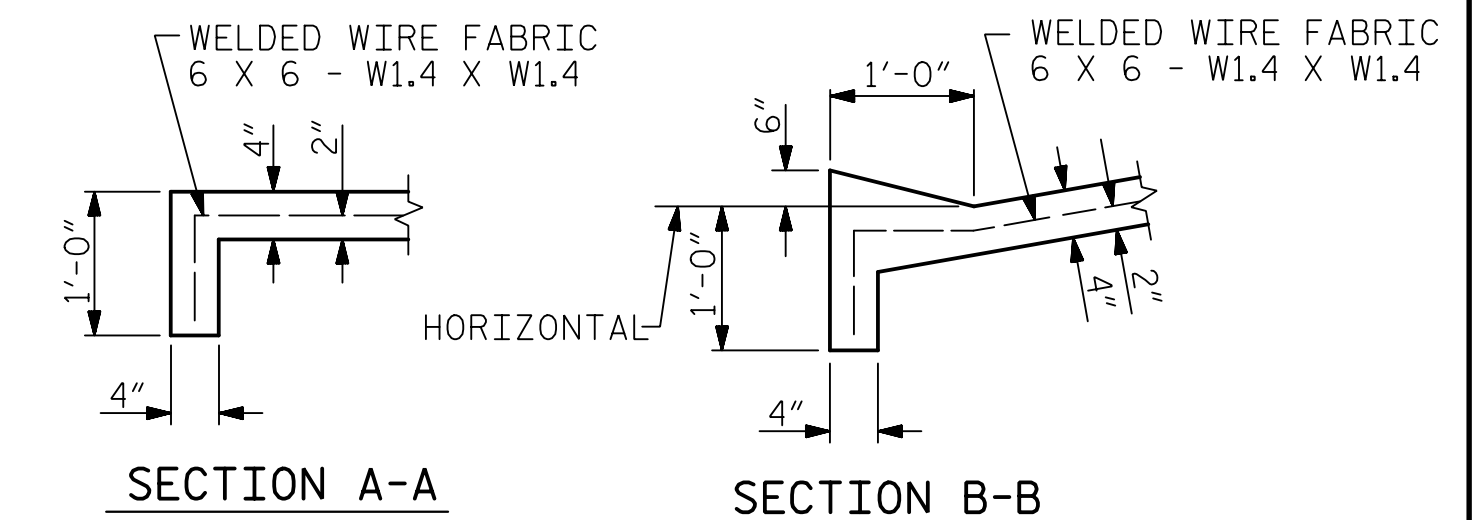 WELDED WIRE FABRIC
6 X 6 - W1.4 X W1.4
4"
2"
1'-0"
4"
SECTION A-A
WELDED WIRE FABRIC
6 X 6 - W1.4 X W1.4
1'-0"
6"
1'-0"
HORIZONTAL
4"
2"
4"
SECTION B-B